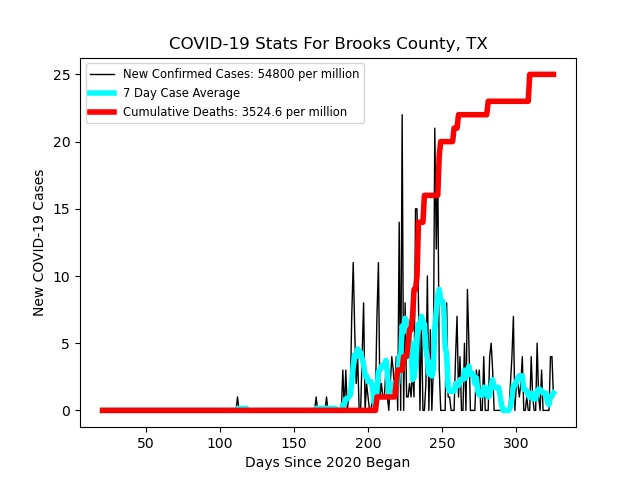 COVID-19 Stats For Brooks County, TX
New Confirmed Cases: 54800 per million
7 Day Case Average
Cumulative Deaths: 3524.6 per million
New COVID-19 Cases
25
20
15
10
5
0
50 100 150 200 250 300
Days Since 2020 Began